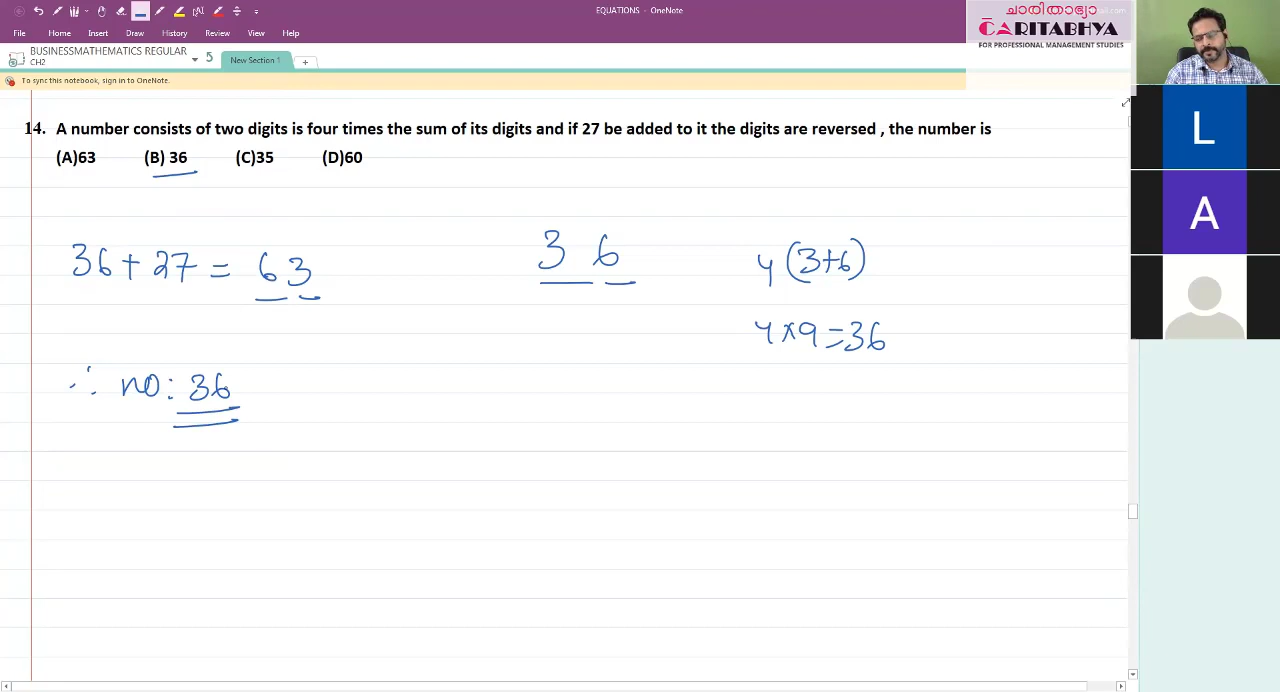 EQUATIONS - OneNote
File Home Insert Draw History Review View Help
ചാരിതാഭ്യാ
CARITABHYA
FOR PROFESSIONAL MANAGEMENT STUDIES
BUSINESSMATHEMATICS REGULAR
CH2
New Section 1
To sync this notebook, sign in to OneNote.
14. A number consists of two digits is four times the sum of its digits and if 27 be added to it the digits are reversed , the number is
(A)63 (B) 36 (C)35 (D)60
36 + 27 = 63
3 6
4 (3+6)
4 × 9 = 36
∴ no: 36
L
A